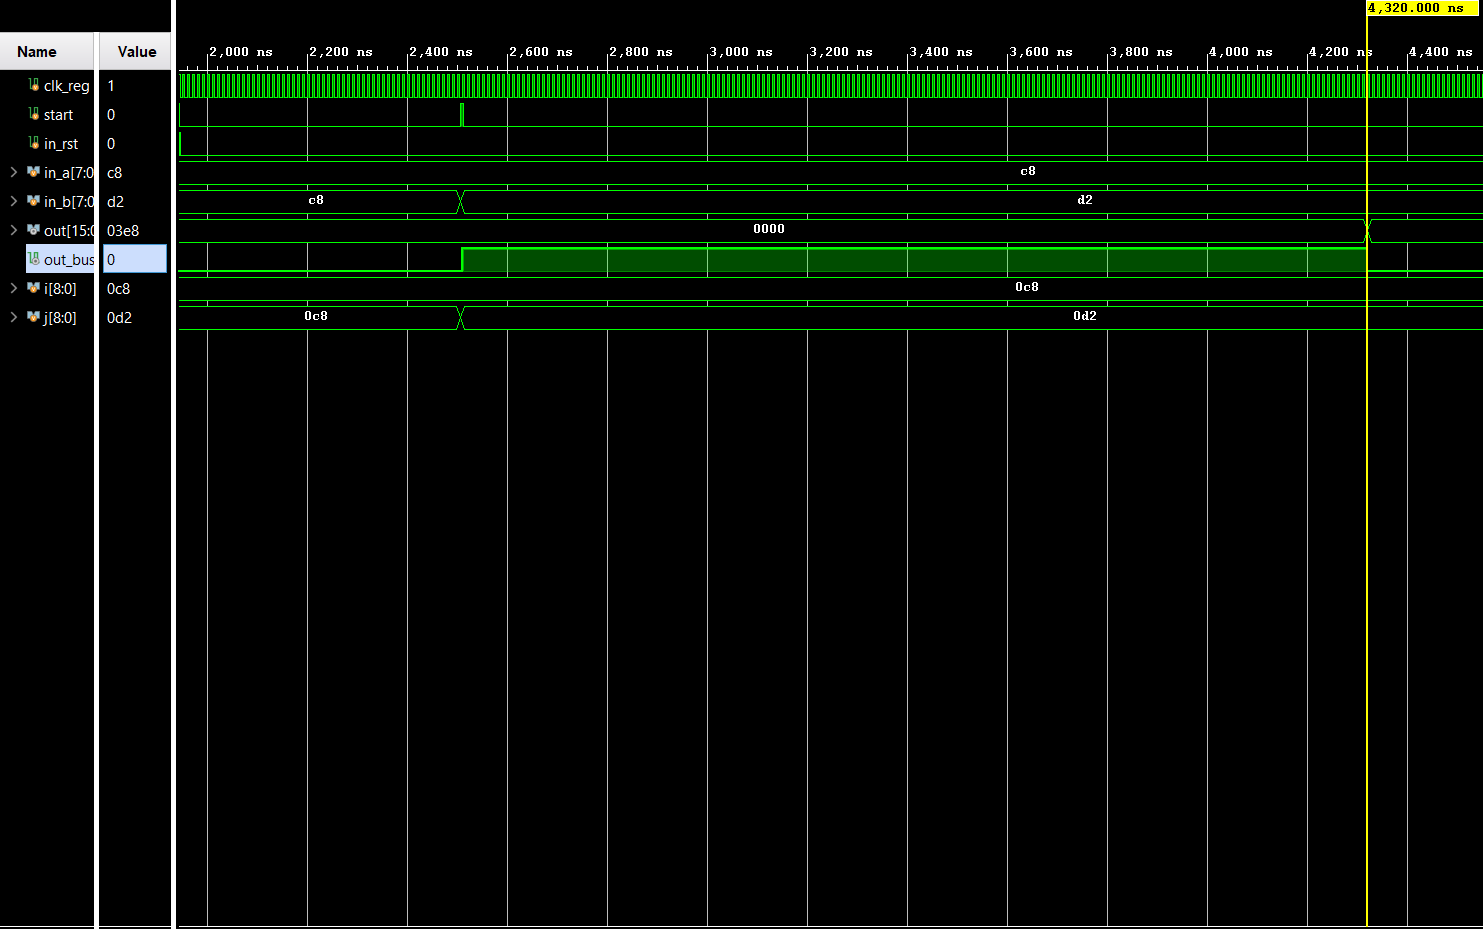 4,320.000 ns
Name Value
2,000 ns 2,200 ns 2,400 ns 2,600 ns 2,800 ns 3,000 ns 3,200 ns 3,400 ns 3,600 ns 3,800 ns 4,000 ns 4,200 ns 4,400 ns
clk_reg 1
start 0
in_rst 0
in_a[7:0 c8 c8
in_b[7:0 d2 c8 d2
out[15:0 03e8 0000
out_bus 0
i[8:0] 0c8 0c8
j[8:0] 0d2 0c8 0d2